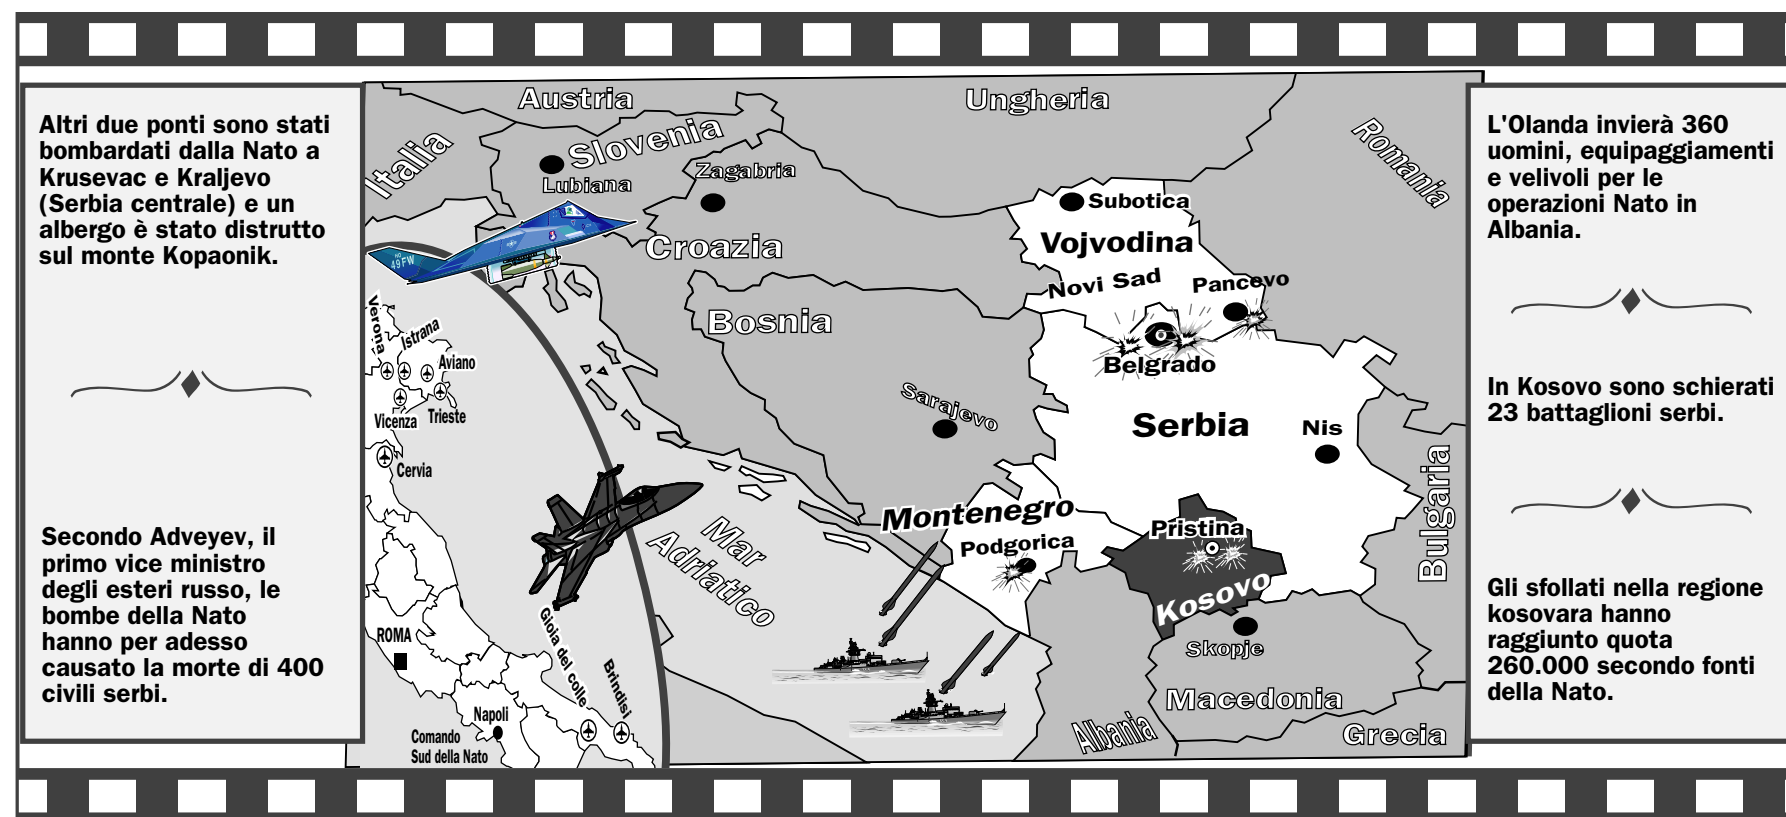 Altri due ponti sono stati
bombardati dalla Nato a
Krusevac e Kraljevo
(Serbia centrale) e un
albergo è stato distrutto
sul monte Kopaonik.
Secondo Adveyev, il
primo vice ministro
degli esteri russo, le
bombe della Nato
hanno per adesso
causato la morte di 400
civili serbi.
Austria
Ungheria
Italia
Slovenia
Lubiana
Zagabria
Croazia
Romania
Subotica
Vojvodina
Novi Sad
Pancevo
Belgrado
Bosnia
Sarajevo
Serbia
Nis
Bulgaria
49FW
Verona
Istrana
Aviano
Vicenza
Trieste
Cervia
Mar
Adriatico
Montenegro
Podgorica
Pristina
Kosovo
Skopje
Macedonia
Albania
Grecia
ROMA
Gioia del colle
Brindisi
Napoli
Comando
Sud della Nato
L'Olanda invierà 360
uomini, equipaggiamenti
e velivoli per le
operazioni Nato in
Albania.
In Kosovo sono schierati
23 battaglioni serbi.
Gli sfollati nella regione
kosovara hanno
raggiunto quota
260.000 secondo fonti
della Nato.